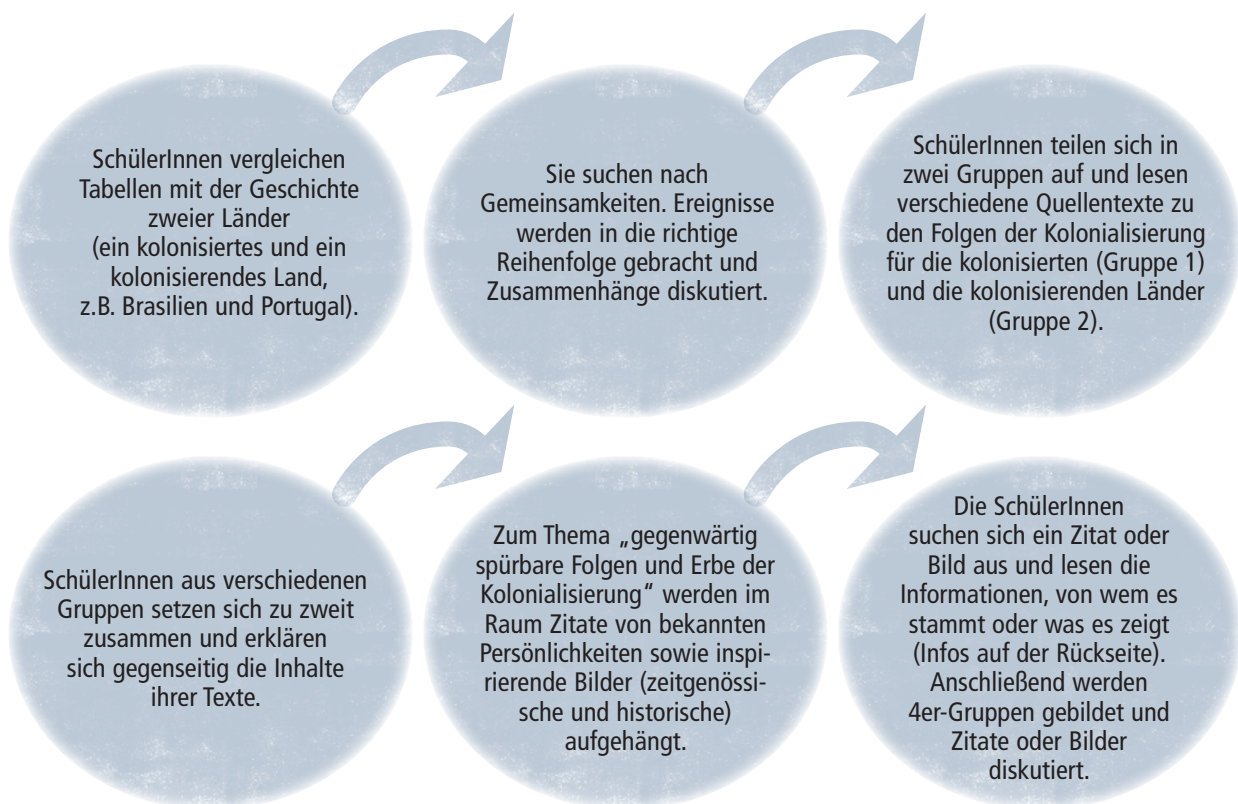 SchülerInnen vergleichen
Tabellen mit der Geschichte
zweier Länder
(ein kolonisiertes und ein
kolonisierendes Land,
z.B. Brasilien und Portugal).
Sie suchen nach
Gemeinsamkeiten. Ereignisse
werden in die richtige
Reihenfolge gebracht und
Zusammenhänge diskutiert.
SchülerInnen teilen sich in
zwei Gruppen auf und lesen
verschiedene Quellentexte zu
den Folgen der Kolonialisierung
für die kolonisierten (Gruppe 1)
und die kolonisierenden Länder
(Gruppe 2).
SchülerInnen aus verschiedenen
Gruppen setzen sich zu zweit
zusammen und erklären
sich gegenseitig die Inhalte
ihrer Texte.
Zum Thema „gegenwärtig
spürbare Folgen und Erbe der
Kolonialisierung“ werden im
Raum Zitate von bekannten
Persönlichkeiten sowie inspi-
rierende Bilder (zeitgenössi-
sche und historische)
aufgehängt.
Die SchülerInnen
suchen sich ein Zitat oder
Bild aus und lesen die
Informationen, von wem es
stammt oder was es zeigt
(Infos auf der Rückseite).
Anschließend werden
4er-Gruppen gebildet und
Zitate oder Bilder
diskutiert.